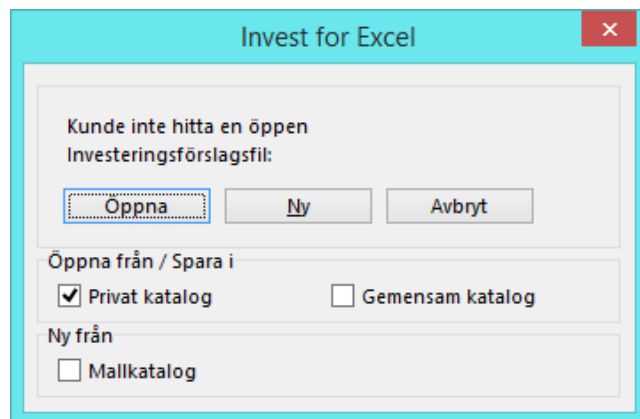 Invest for Excel
Kunde inte hitta en öppen
Investeringsförslagsfil:
Öppna Ny Avbryt
Öppna från / Spara i
Privat katalog Gemensam katalog
Ny från
Mallkatalog